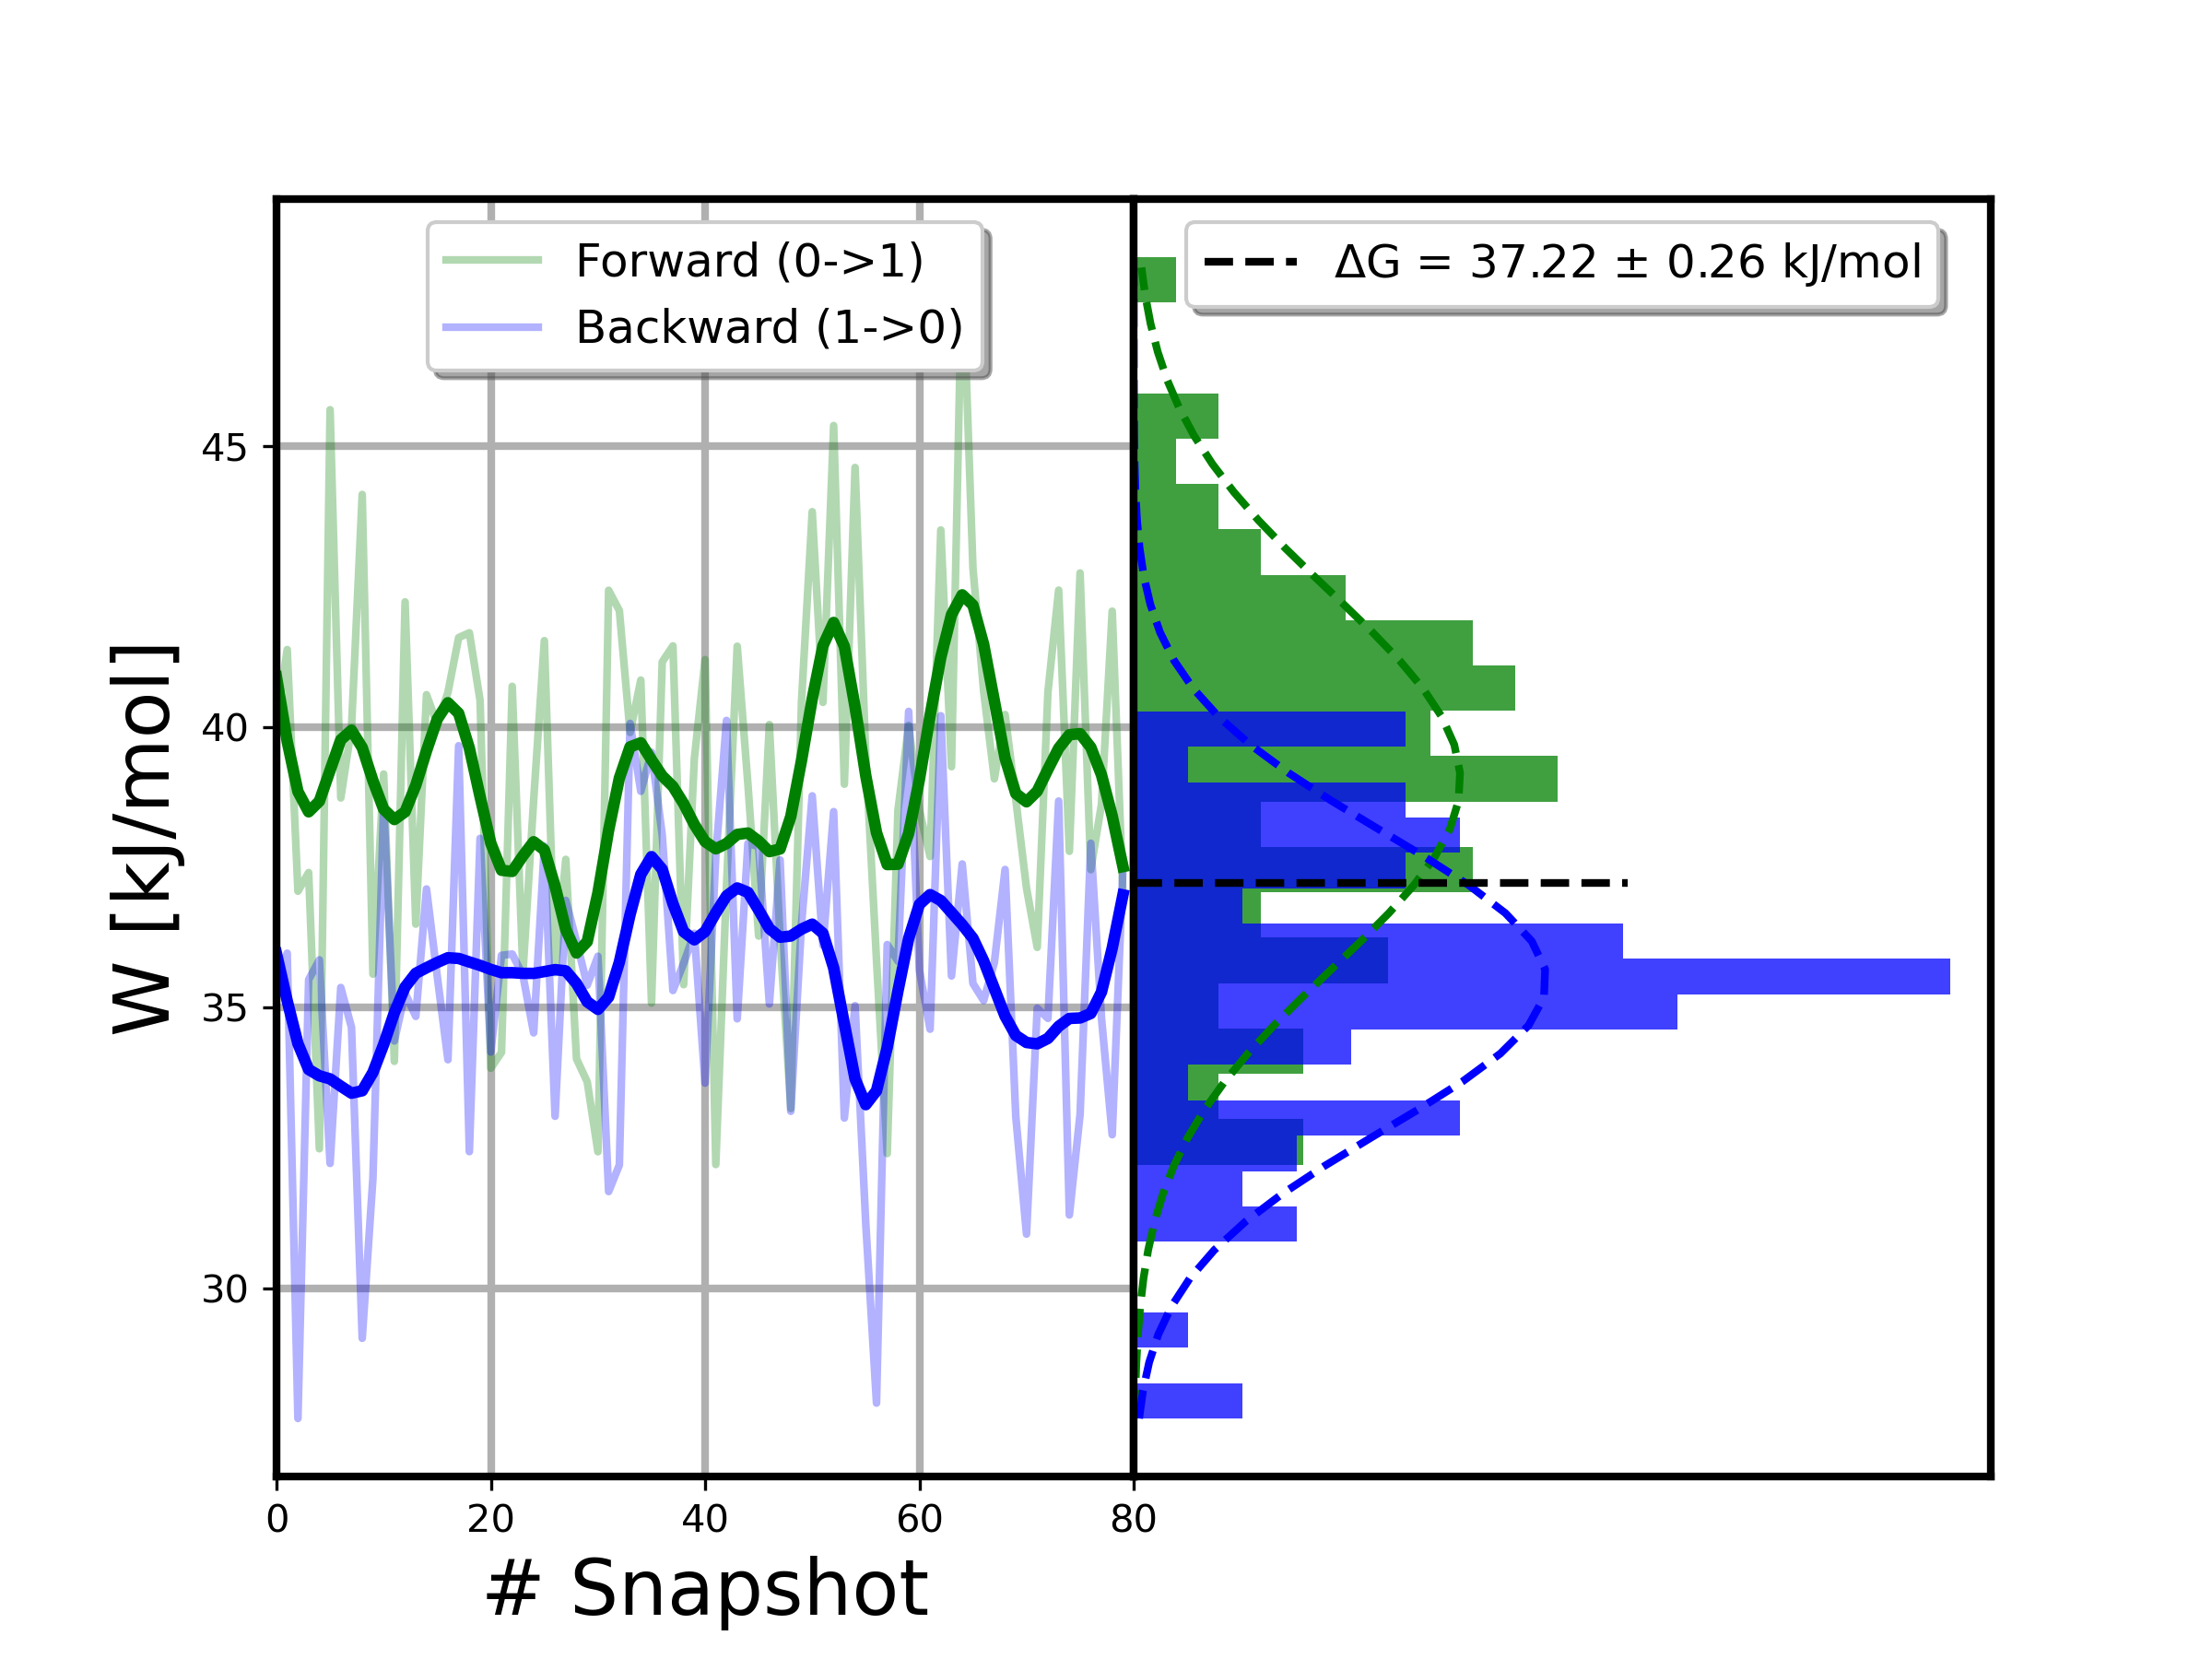 Forward (0->1)
Backward (1->0)
ΔG = 37.22 ± 0.26 kJ/mol
W [kJ/mol]
45
40
35
30
0 20 40 60 80
# Snapshot